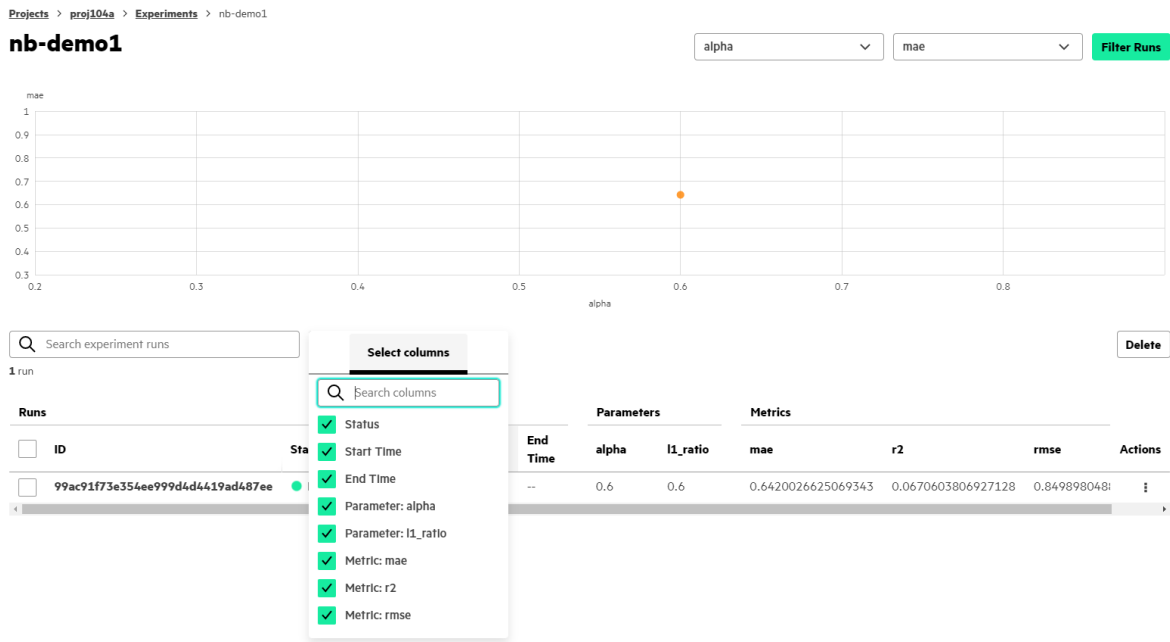 Projects > proj104a > Experiments > nb-demo1
nb-demo1
alpha
mae
Filter Runs
mae
1
0.9
0.8
0.7
0.6
0.5
0.4
0.3
0.2 0.3 0.4 0.5 0.6 0.7 0.8
alpha
Search experiment runs
Delete
1 run
Select columns
Search columns
Status
Start Time
End Time
Parameter: alpha
Parameter: l1_ratio
Metric: mae
Metric: r2
Metric: rmse
Runs Parameters Metrics
ID Sta End Time alpha l1_ratio mae r2 rmse Actions
99ac91f73e354ee999d4d4419ad487ee -- 0.6 0.6 0.6420026625069343 0.0670603806927128 0.849898048